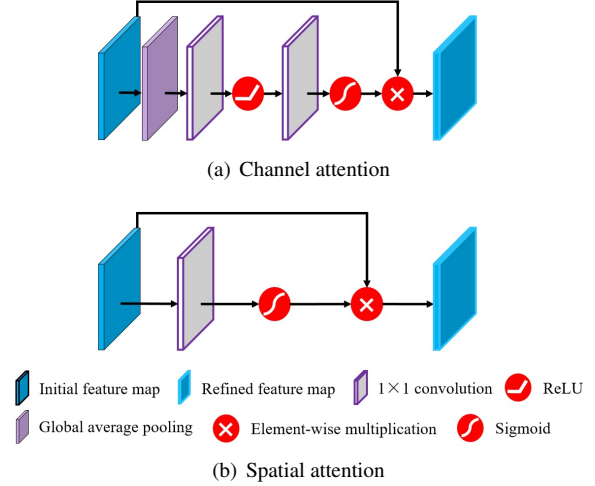 (a) Channel attention
Initial feature map Refined feature map 1×1 convolution ReLU
Global average pooling Element-wise multiplication Sigmoid
(b) Spatial attention